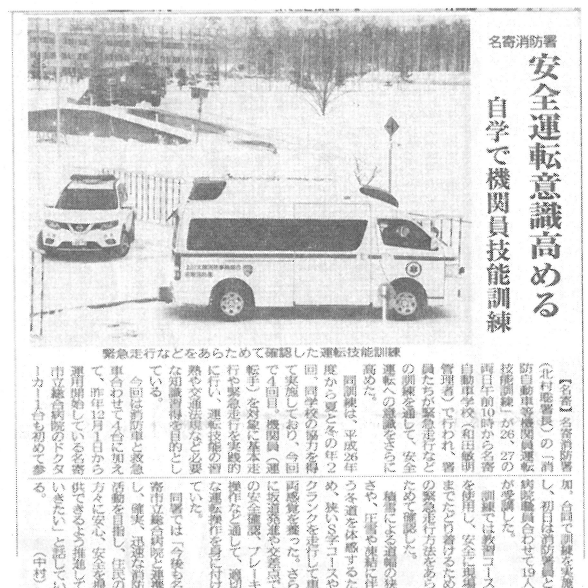 名寄消防署
安全運転意識高める
自学で機関員技能訓練
緊急走行などをあらためて確認した運転技能訓練
【名寄】名寄消防署
(北村聡署長)の「消
防自動車等機関員運転
技能訓練」が26、27の
両日午前10時から名寄
自動車学校(和田敏明
管理者)で行われ、署
員たちが緊急走行など
の訓練を通して、安全
運転への意識をさらに
高めた。
同訓練は、平成26年
度から夏と冬の年2
回、同学校の協力を得
て実施しており、今回
で4回目。機関員(運
転手)を対象に基本走
行や緊急走行を実践的
に行い、運転技能の習
熟や交通法規など必要
な知識習得を目的とし
ている。
今回は消防車と救急
車合わせて4台に加え
て、昨年12月1日から
運用開始している名寄
市立総合病院のドクタ
ーカー1台も初めて参
加。台回で訓練を実施
し、初日は消防署員と
病院職員合わせて19人
が受講した。
訓練では教習コース
を使用し、安全に現場
までたどり着けるため
の緊急走行方法をあら
ためて確認した。
積雪による道幅の狭
さや、圧雪や凍結に伴
う冬道を体感するた
め、狭いS字コースや
クランクを走行して車
両感覚を養った。さら
に坂道発進や交差点で
の安全確認、ブレーキ
操作など通して、適切
な運転操作を身に付け
ていた。
同署では「今後も名
寄市立総合病院と連携
し、確実、迅速な消防
活動を目指し、住民の
方々に安心、安全を提
供できるよう推進して
いきたい」と話してい
る。(中村)